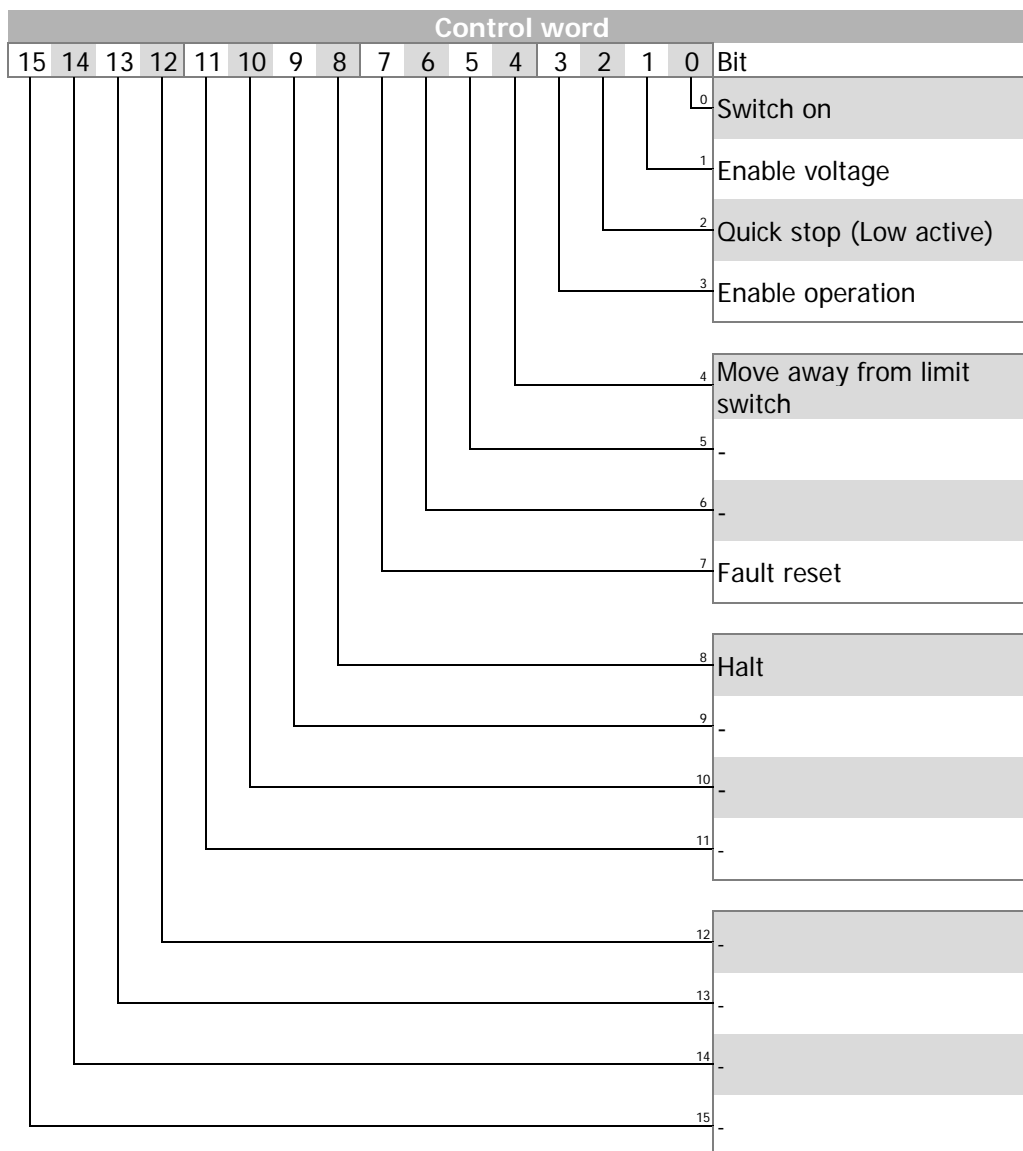 Control word
15 14 13 12 11 10 9 8 7 6 5 4 3 2 1 0 Bit
0 Switch on
1 Enable voltage
2 Quick stop (Low active)
3 Enable operation
4 Move away from limit
switch
5 -
6 -
7 Fault reset
8 Halt
9 -
10 -
11 -
12 -
13 -
14 -
15 -